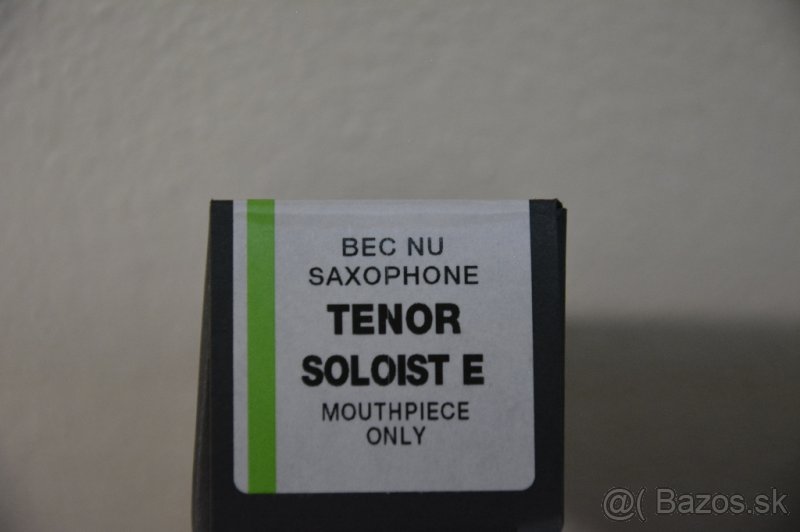 BEC NU
SAXOPHONE
TENOR
SOLOIST E
MOUTHPIECE
ONLY
@( Bazos.sk